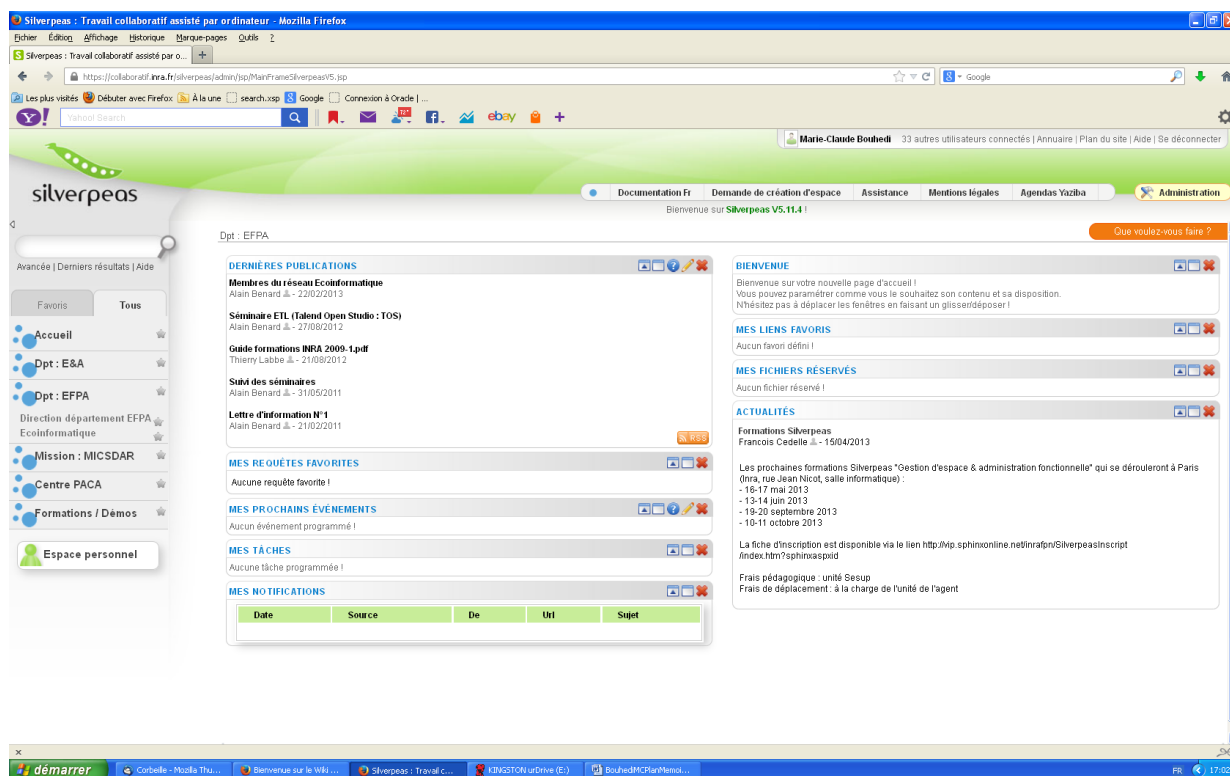 Silverpeas : Travail collaboratif assisté par ordinateur - Mozilla Firefox
Fichier Édition Affichage Historique Marque-pages Outils ?
Silverpeas : Travail collaboratif assisté par o... +
https://collaboratif.inra.fr/silverpeas/admin/jsp/MainFrameSilverpeasV5.jsp
Google
Les plus visités Débuter avec Firefox À la une search.xsp Google Connexion à Oracle | ...
Y! Yahoo! Search ebay +
Marie-Claude Bouhedi 33 autres utilisateurs connectés | Annuaire | Plan du site | Aide | Se déconnecter
silverpeas
Documentation Fr Demande de création d'espace Assistance Mentions légales Agendas Yaziba Administration
Bienvenue sur Silverpeas V5.11.4 !
Que voulez-vous faire ?
Dpt : EFPA
Avancée | Derniers résultats | Aide
Favoris Tous
Accueil
Dpt : E&A
Dpt : EFPA
Direction département EFPA
Ecoinformatique
Mission : MICSDAR
Centre PACA
Formations / Démos
Espace personnel
DERNIÈRES PUBLICATIONS
Membres du réseau Ecoinformatique
Alain Benard - 22/02/2013
Séminaire ETL (Talend Open Studio : TOS)
Alain Benard - 27/08/2012
Guide formations INRA 2009-1.pdf
Thierry Labbe - 21/08/2012
Suivi des séminaires
Alain Benard - 31/05/2011
Lettre d'information N°1
Alain Benard - 21/02/2011
RSS
MES REQUÊTES FAVORITES
Aucune requête favorite !
MES PROCHAINS ÉVÉNEMENTS
Aucun événement programmé !
MES TÂCHES
Aucune tâche programmée !
MES NOTIFICATIONS
Date Source De Url Sujet
BIENVENUE
Bienvenue sur votre nouvelle page d'accueil !
Vous pouvez paramétrer comme vous le souhaitez son contenu et sa disposition.
N'hésitez pas à déplacer les fenêtres en faisant un glisser/déposer !
MES LIENS FAVORIS
Aucun favori défini !
MES FICHIERS RÉSERVÉS
Aucun fichier réservé !
ACTUALITÉS
Formations Silverpeas
Francois Cedelle - 15/04/2013
Les prochaines formations Silverpeas "Gestion d'espace & administration fonctionnelle" qui se dérouleront à Paris
(Inra, rue Jean Nicot, salle informatique) :
- 16-17 mai 2013
- 13-14 juin 2013
- 19-20 septembre 2013
- 10-11 octobre 2013
La fiche d'inscription est disponible via le lien http://vip.sphinxonline.net/inrafpn/SilverpeasInscript
/index.htm?sphinxaspxid
Frais pédagogique : unité Sesup
Frais de déplacement : à la charge de l'unité de l'agent
démarrer Corbeille - Mozilla Thu... Bienvenue sur le Wiki ... Silverpeas : Travail c... KINGSTON urDrive (E:) BouhediMCPlanMemoi... FR 17:02